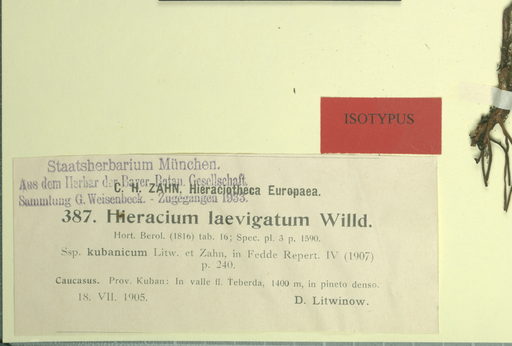 ISOTYPUS
Staatsherbarium München.
Aus dem Herbar der Bayer. Botan. Gesellschaft
Sammlung G. Weisenbeck. - Zugegangen 1933.
C. H. ZAHN. Hieraciotheca Europaea.
387. Hieracium laevigatum Willd.
Hort. Berol. (1816) tab. 16; Spec. pl. 3 p. 1590.
Ssp. kubanicum Litw. et Zahn, in Fedde Repert. IV (1907)
p. 240.
Caucasus. Prov. Kuban: In valle fl. Teberda, 1400 m, in pineto denso.
18. VII. 1905. D. Litwinow.